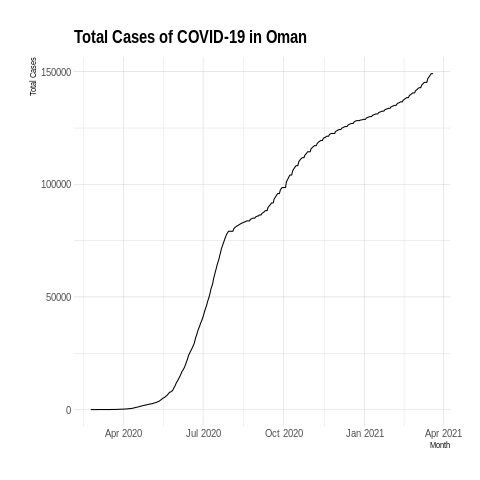 Total Cases of COVID-19 in Oman
Total Cases
150000
100000
50000
0
Apr 2020 Jul 2020 Oct 2020 Jan 2021 Apr 2021
Month